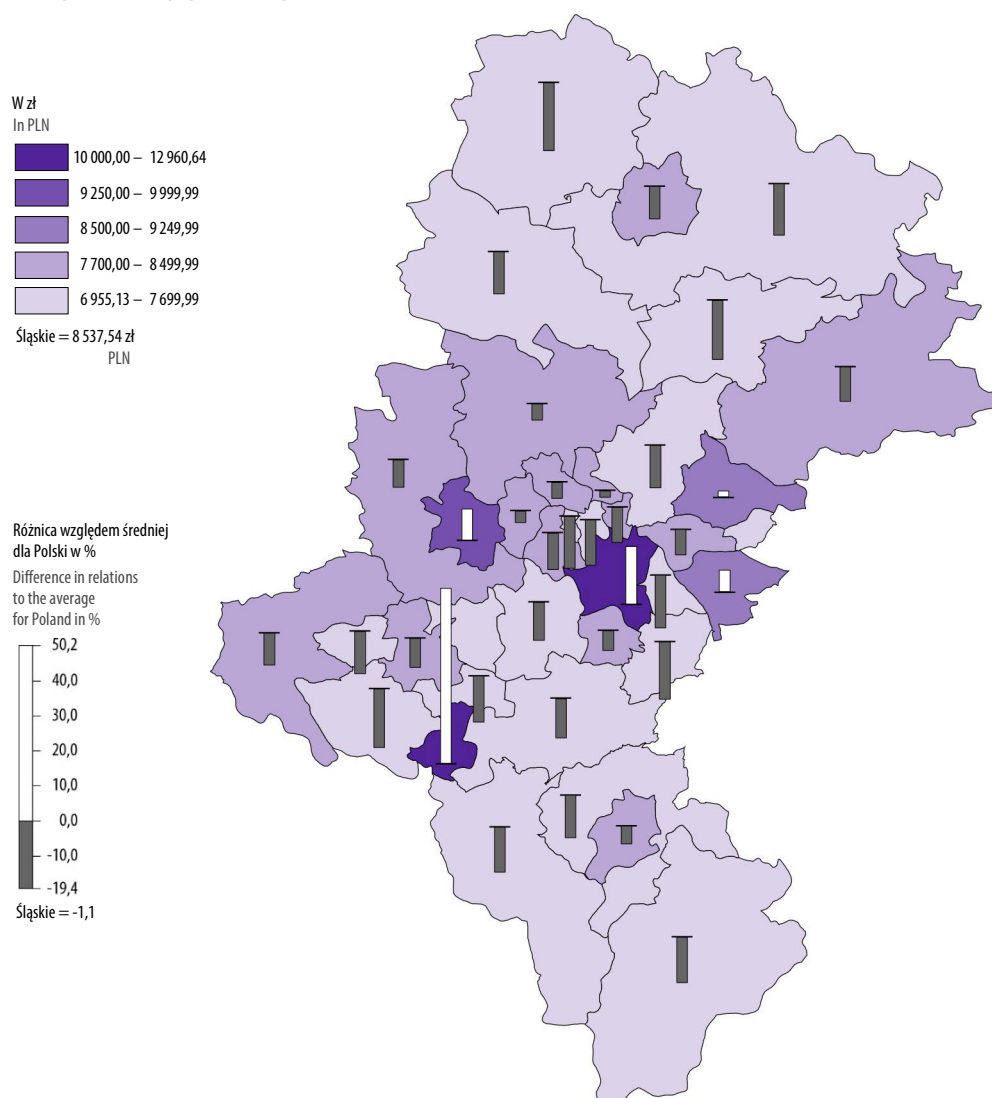 W zł
In PLN
10 000,00 – 12 960,64
9 250,00 – 9 999,99
8 500,00 – 9 249,99
7 700,00 – 8 499,99
6 955,13 – 7 699,99
Śląskie = 8 537,54 zł
PLN
Różnica względem średniej
dla Polski w %
Difference in relations
to the average
for Poland in %
50,2
40,0
30,0
20,0
10,0
0,0
-10,0
-19,4
Śląskie = -1,1